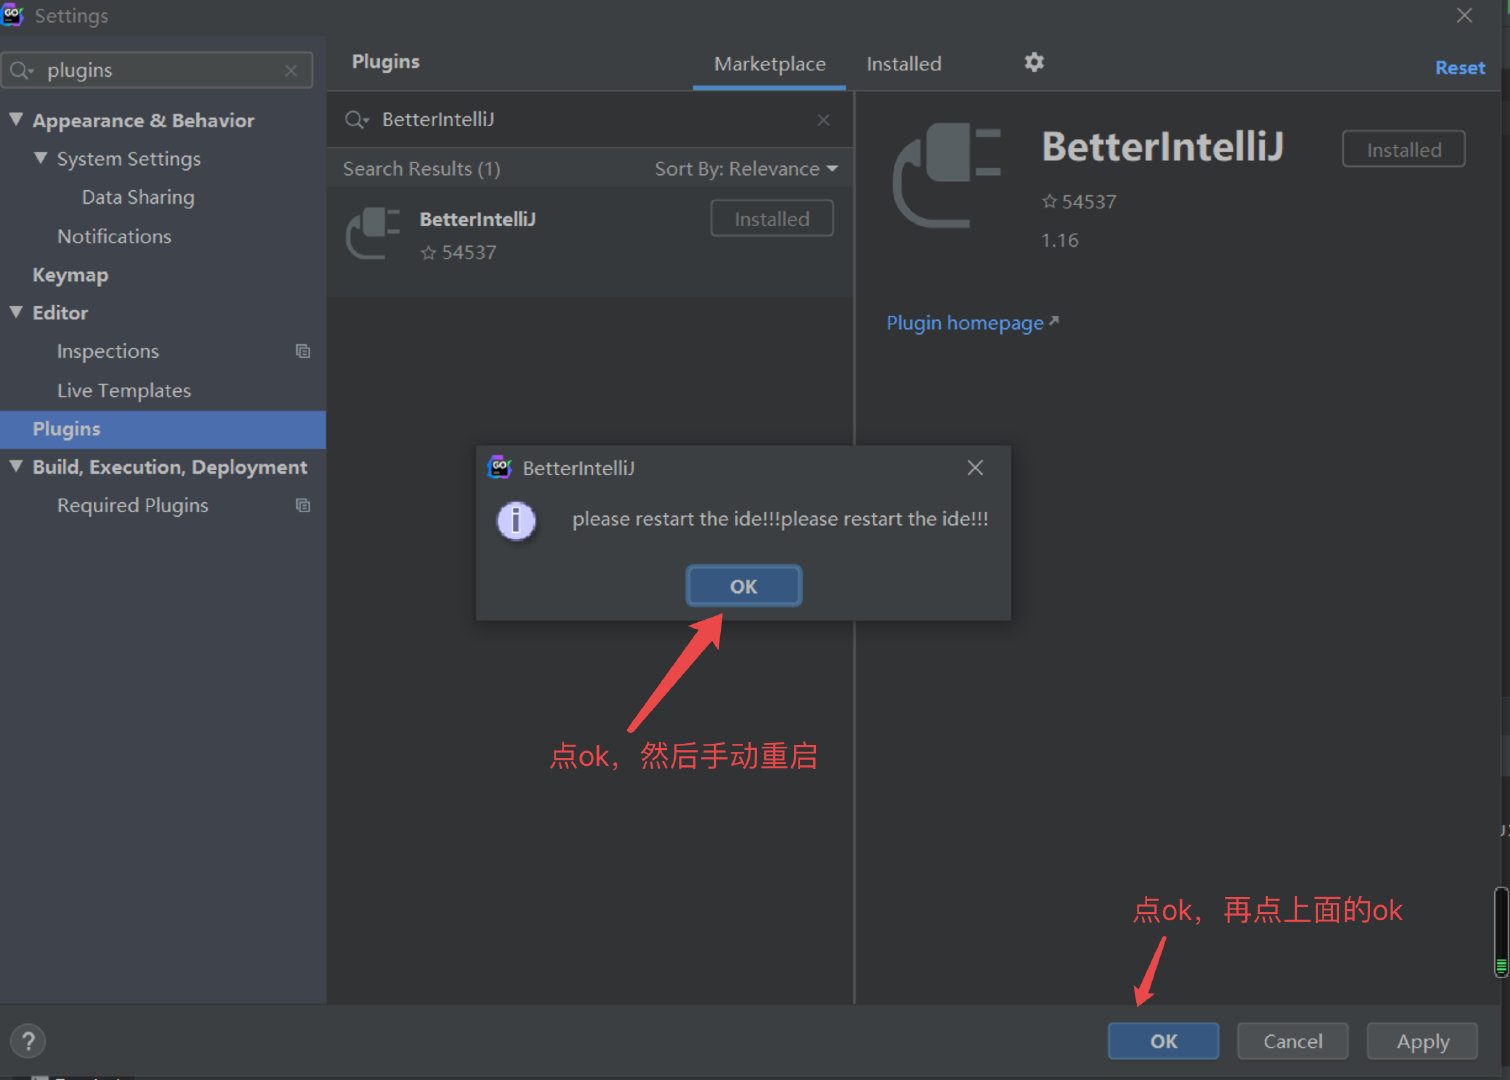 Settings
plugins
Appearance & Behavior
System Settings
Data Sharing
Notifications
Keymap
Editor
Inspections
Live Templates
Plugins
Build, Execution, Deployment
Required Plugins
Plugins
Marketplace
Installed
Reset
BetterIntelliJ
Search Results (1)
Sort By: Relevance
BetterIntelliJ
54537
Installed
BetterIntelliJ
Installed
54537
1.16
Plugin homepage
GO
BetterIntelliJ
please restart the ide!!!please restart the ide!!!
OK
点ok，然后手动重启
点ok，再点上面的ok
?
OK
Cancel
Apply